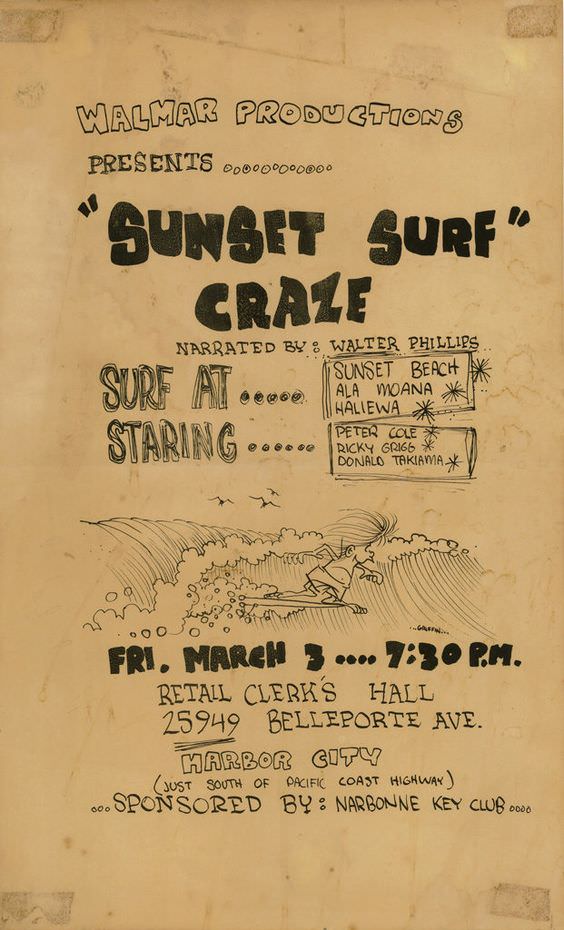 WALMAR PRODUCTIONS
PRESENTS ............
"SUNSET SURF"
CRAZE
NARRATED BY: WALTER PHILLIPS
SURF AT ......
SUNSET BEACH
ALA MOANA
HALIEWA
STARING ......
PETER COLE
RICKY GRIGG
DONALD TAKIAMA
...GRIFFIN...
FRI. MARCH 3 .... 7:30 P.M.
RETAIL CLERK'S HALL
25949 BELLEPORTE AVE.
HARBOR CITY
(JUST SOUTH OF PACIFIC COAST HIGHWAY)
...SPONSORED BY: NARBONNE KEY CLUB....